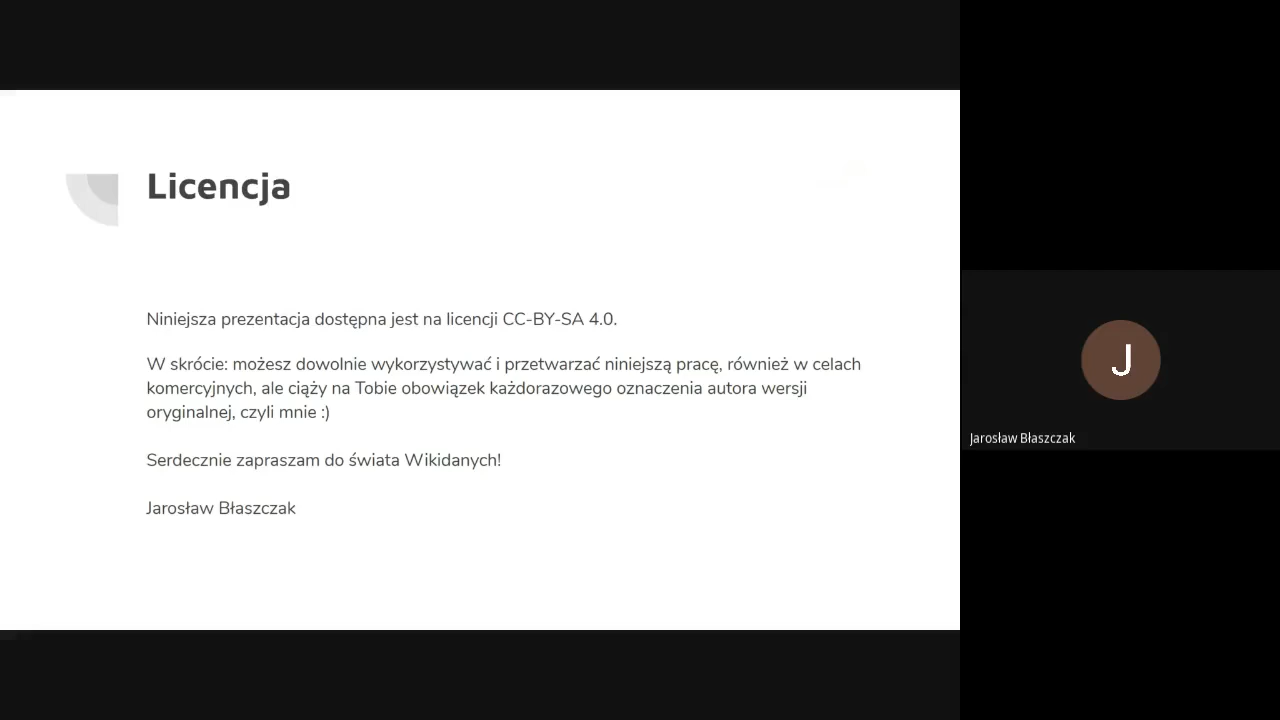 Licencja
Niniejsza prezentacja dostępna jest na licencji CC-BY-SA 4.0.
W skrócie: możesz dowolnie wykorzystywać i przetwarzać niniejszą pracę, również w celach
komercyjnych, ale ciąży na Tobie obowiązek każdorazowego oznaczenia autora wersji
oryginalnej, czyli mnie :)
Serdecznie zapraszam do świata Wikidanych!
Jarosław Błaszczak
J
Jarosław Błaszczak